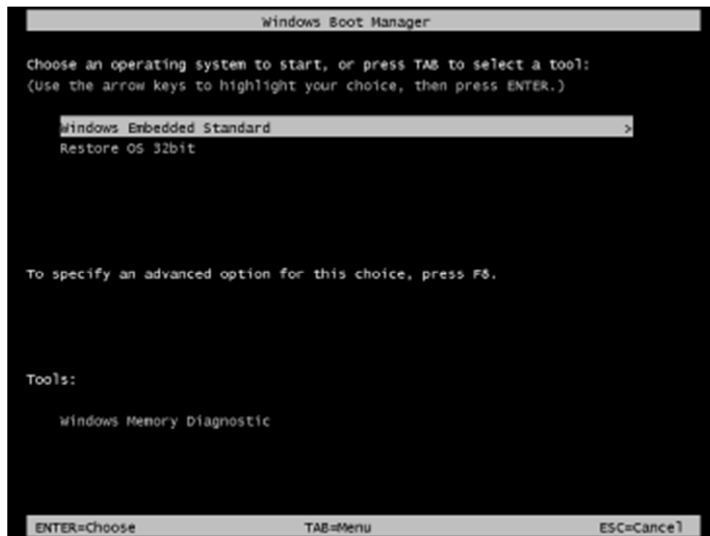 Windows Boot Manager
Choose an operating system to start, or press TAB to select a tool:
(Use the arrow keys to highlight your choice, then press ENTER.)
Windows Embedded Standard >
Restore OS 32bit
To specify an advanced option for this choice, press F8.
Tools:
Windows Memory Diagnostic
ENTER=Choose TAB=Menu ESC=Cancel